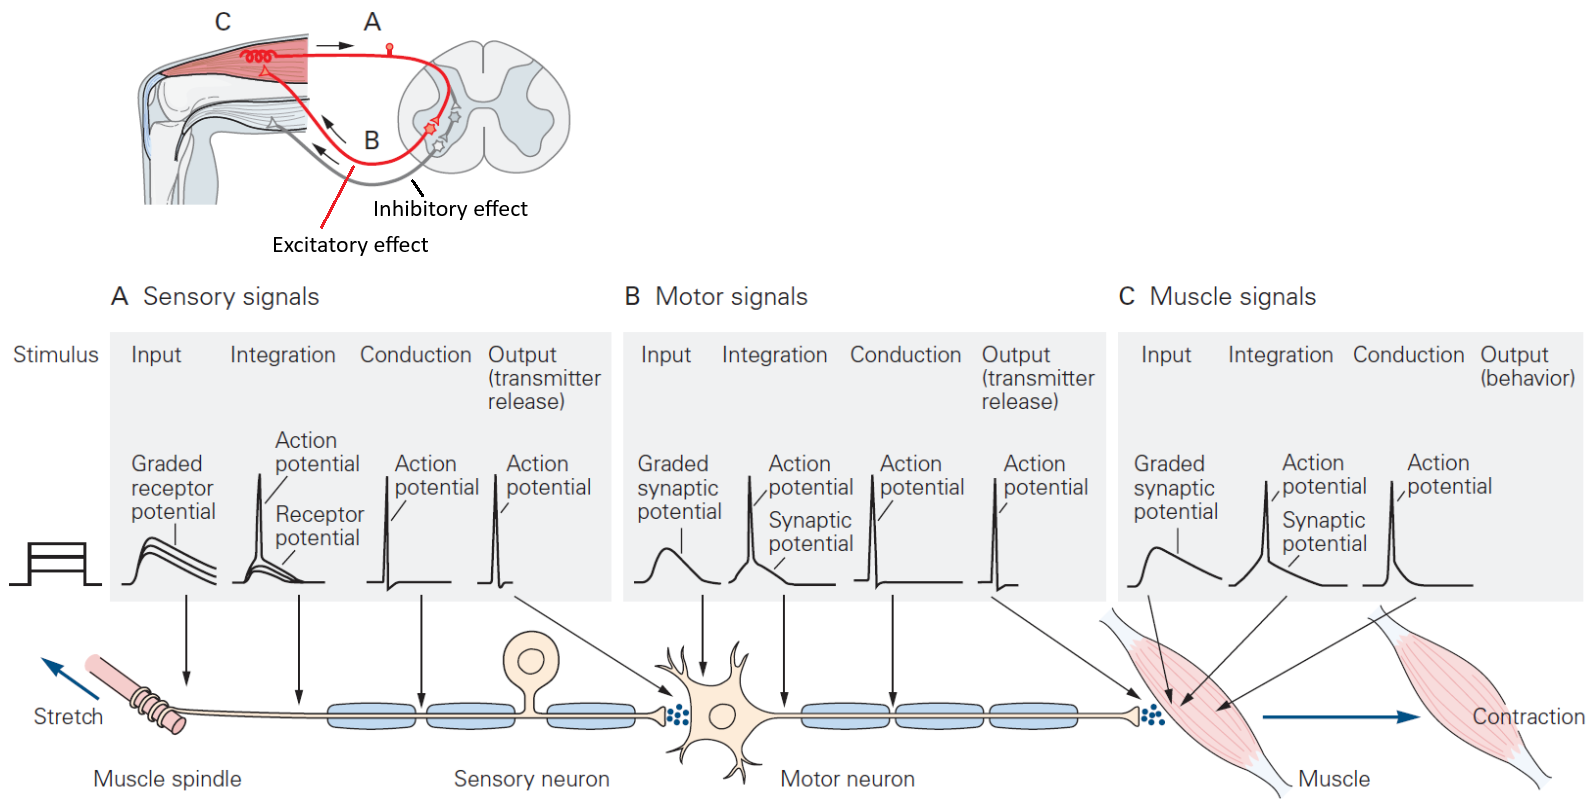 C
A
B
Inhibitory effect
Excitatory effect
A Sensory signals
B Motor signals
C Muscle signals
Stimulus
Input
Integration
Conduction
Output
(transmitter
release)
Input
Integration
Conduction
Output
(transmitter
release)
Input
Integration
Conduction
Output
(behavior)
Graded
receptor
potential
Action
potential
Receptor
potential
Action
potential
Action
potential
Graded
synaptic
potential
Action
potential
Synaptic
potential
Action
potential
Action
potential
Graded
synaptic
potential
Action
potential
Synaptic
potential
Action
potential
Stretch
Contraction
Muscle spindle
Sensory neuron
Motor neuron
Muscle